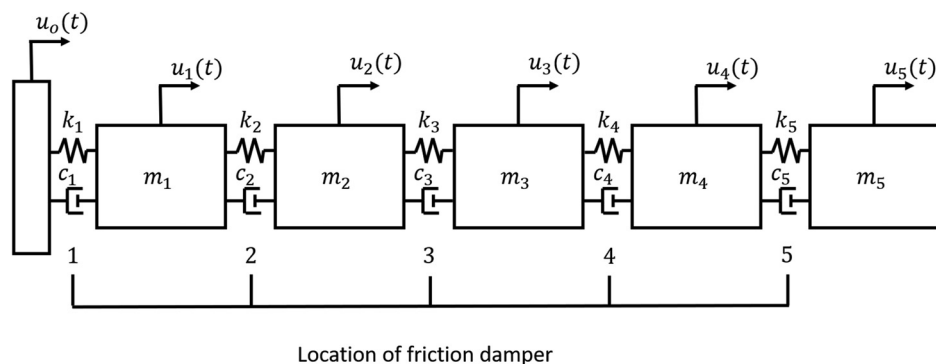 u_o(t)
u_1(t) u_2(t) u_3(t) u_4(t) u_5(t)
k_1 k_2 k_3 k_4 k_5
c_1 m_1 c_2 m_2 c_3 m_3 c_4 m_4 c_5 m_5
1 2 3 4 5
Location of friction damper